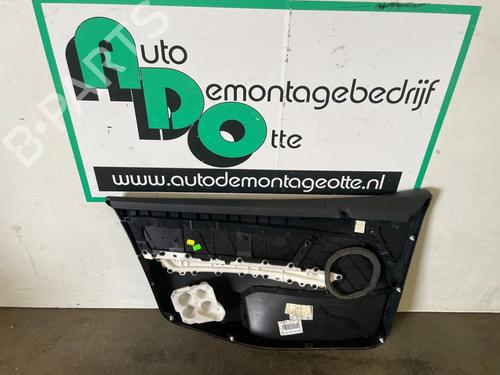 Auto
Demontagebedrijf
Otte
www.autodemontageotte.nl
B-PARTS